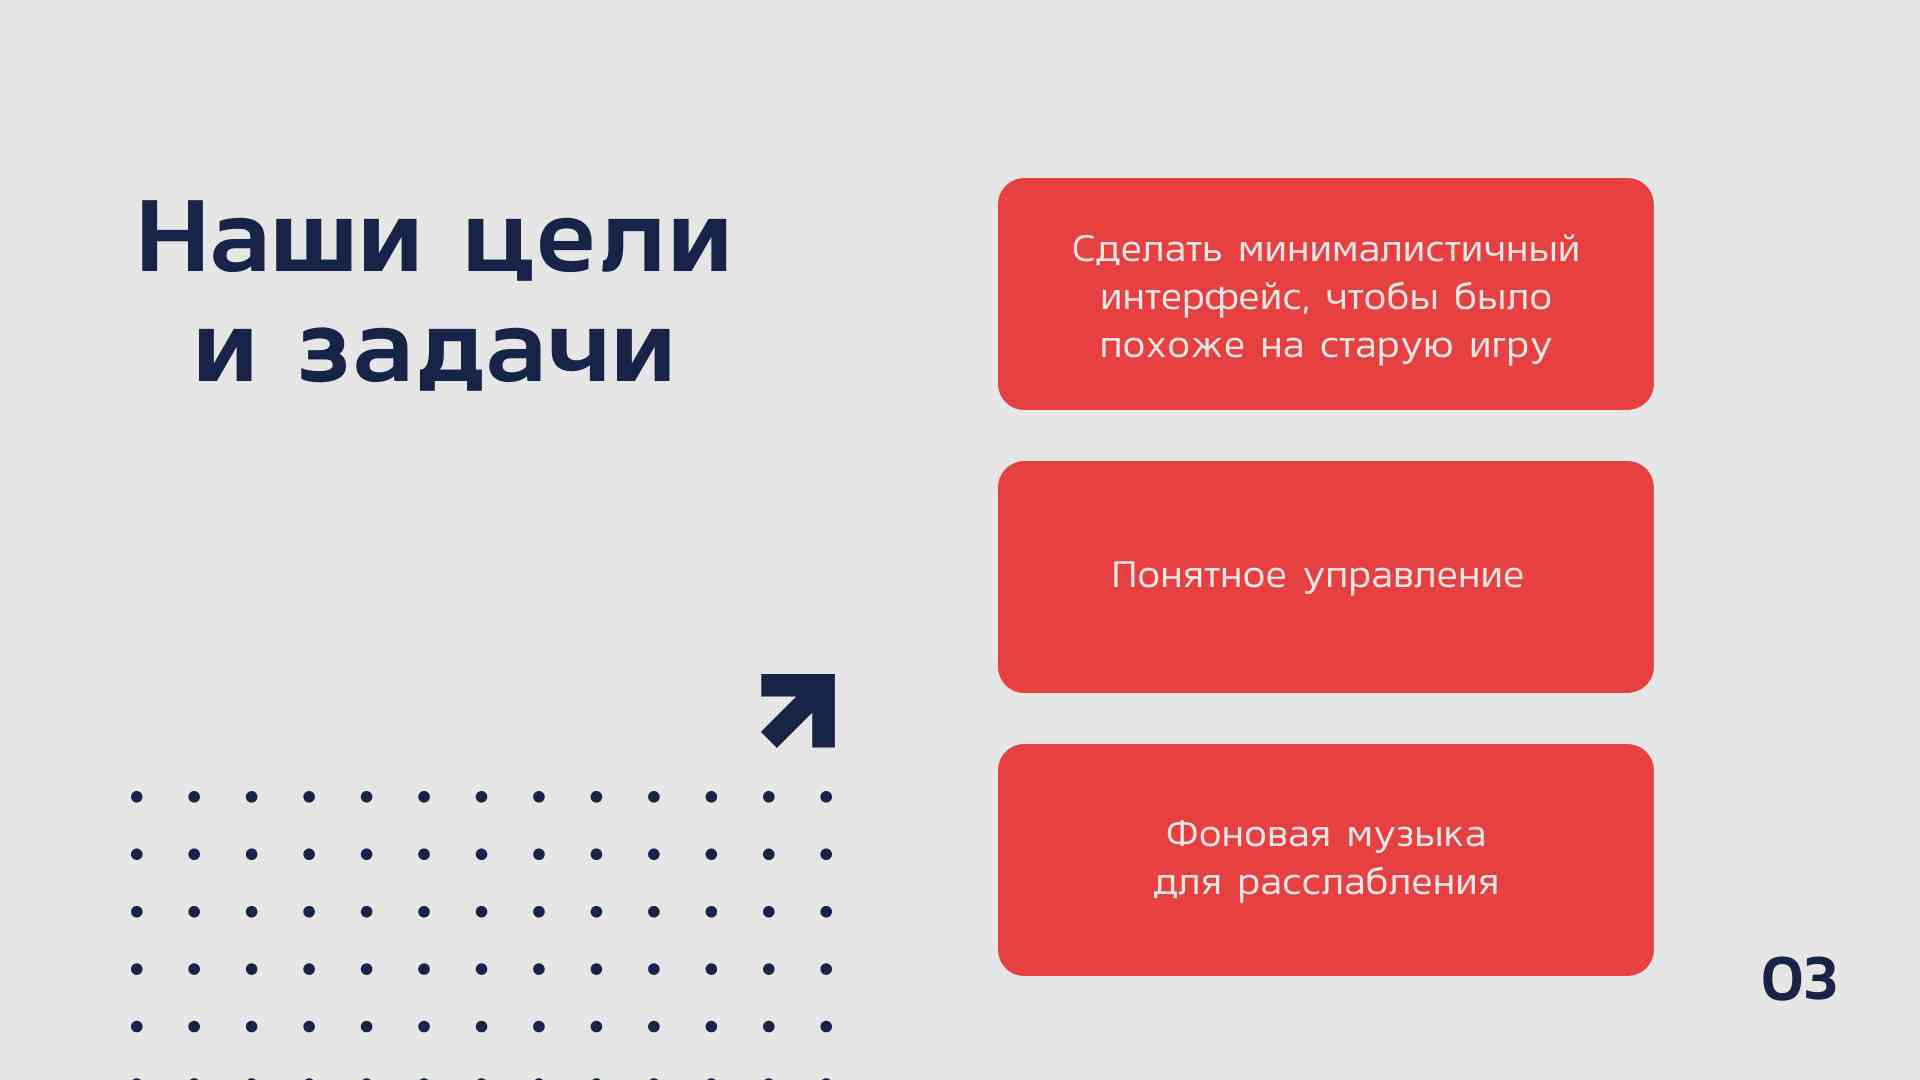 Наши цели
и задачи
Сделать минималистичный
интерфейс, чтобы было
похоже на старую игру
Понятное управление
Фоновая музыка
для расслабления
03